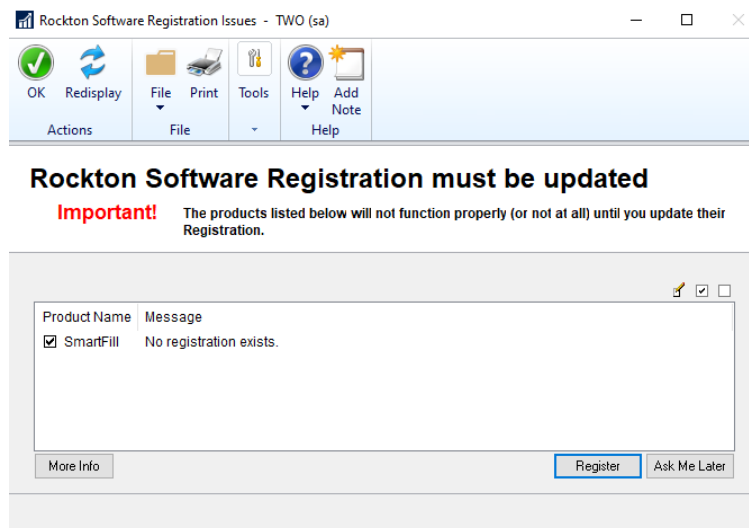 Rockton Software Registration Issues - TWO (sa)
OK Redisplay File Print Tools Help Add Note
Actions File Help
Rockton Software Registration must be updated
Important! The products listed below will not function properly (or not at all) until you update their
Registration.
Product Name Message
SmartFill No registration exists.
More Info Register Ask Me Later